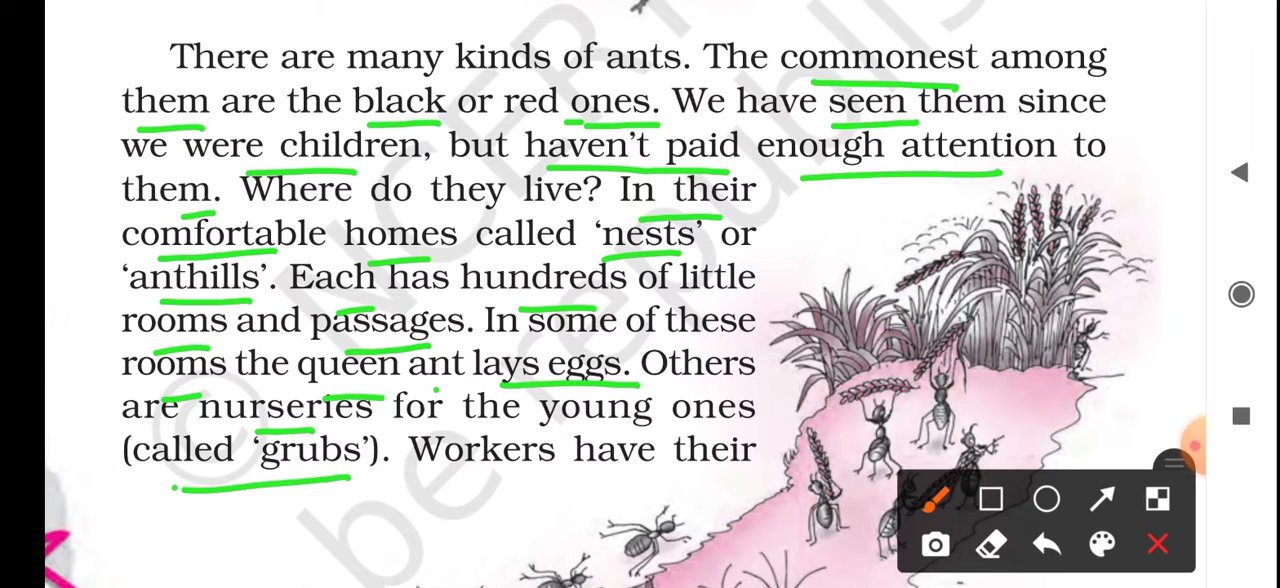 There are many kinds of ants. The commonest among
them are the black or red ones. We have seen them since
we were children, but haven't paid enough attention to
them. Where do they live? In their
comfortable homes called ‘nests’ or
‘anthills’. Each has hundreds of little
rooms and passages. In some of these
rooms the queen ant lays eggs. Others
are nurseries for the young ones
(called ‘grubs’). Workers have their
© NCERT
be republis